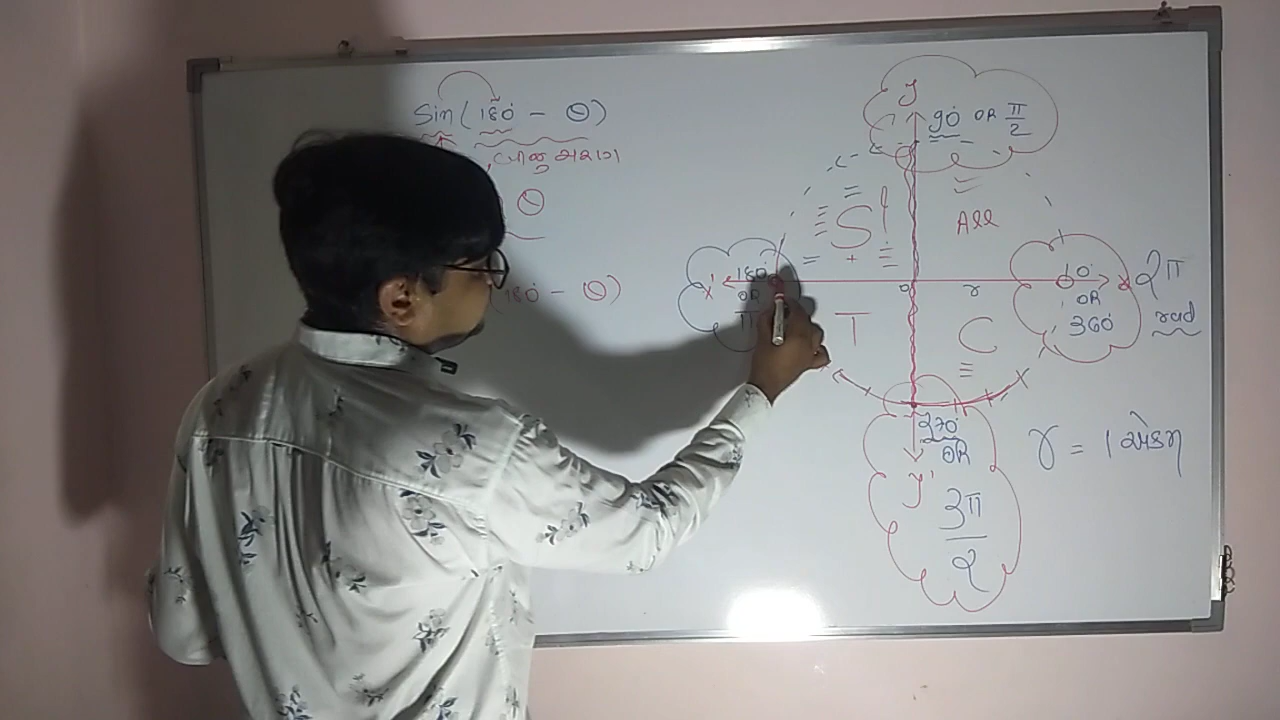 Sin(180° - θ)
અચળ
θ
(180 - θ)
y
90° OR π/2
S
+
All
x'
180°
OR
π
0
r
0°
OR
360°
x
2π
rad
T
C
270°
OR
y'
3π/2
r = 1 એકમ